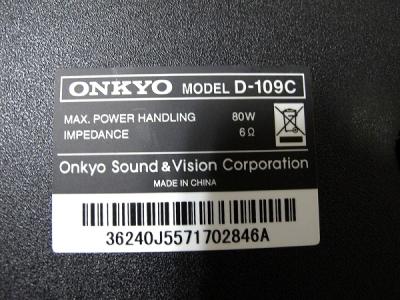 ONKYO MODEL D-109C
MAX. POWER HANDLING 80W
IMPEDANCE 6Ω
Onkyo Sound & Vision Corporation
MADE IN CHINA
36240J5571702846A